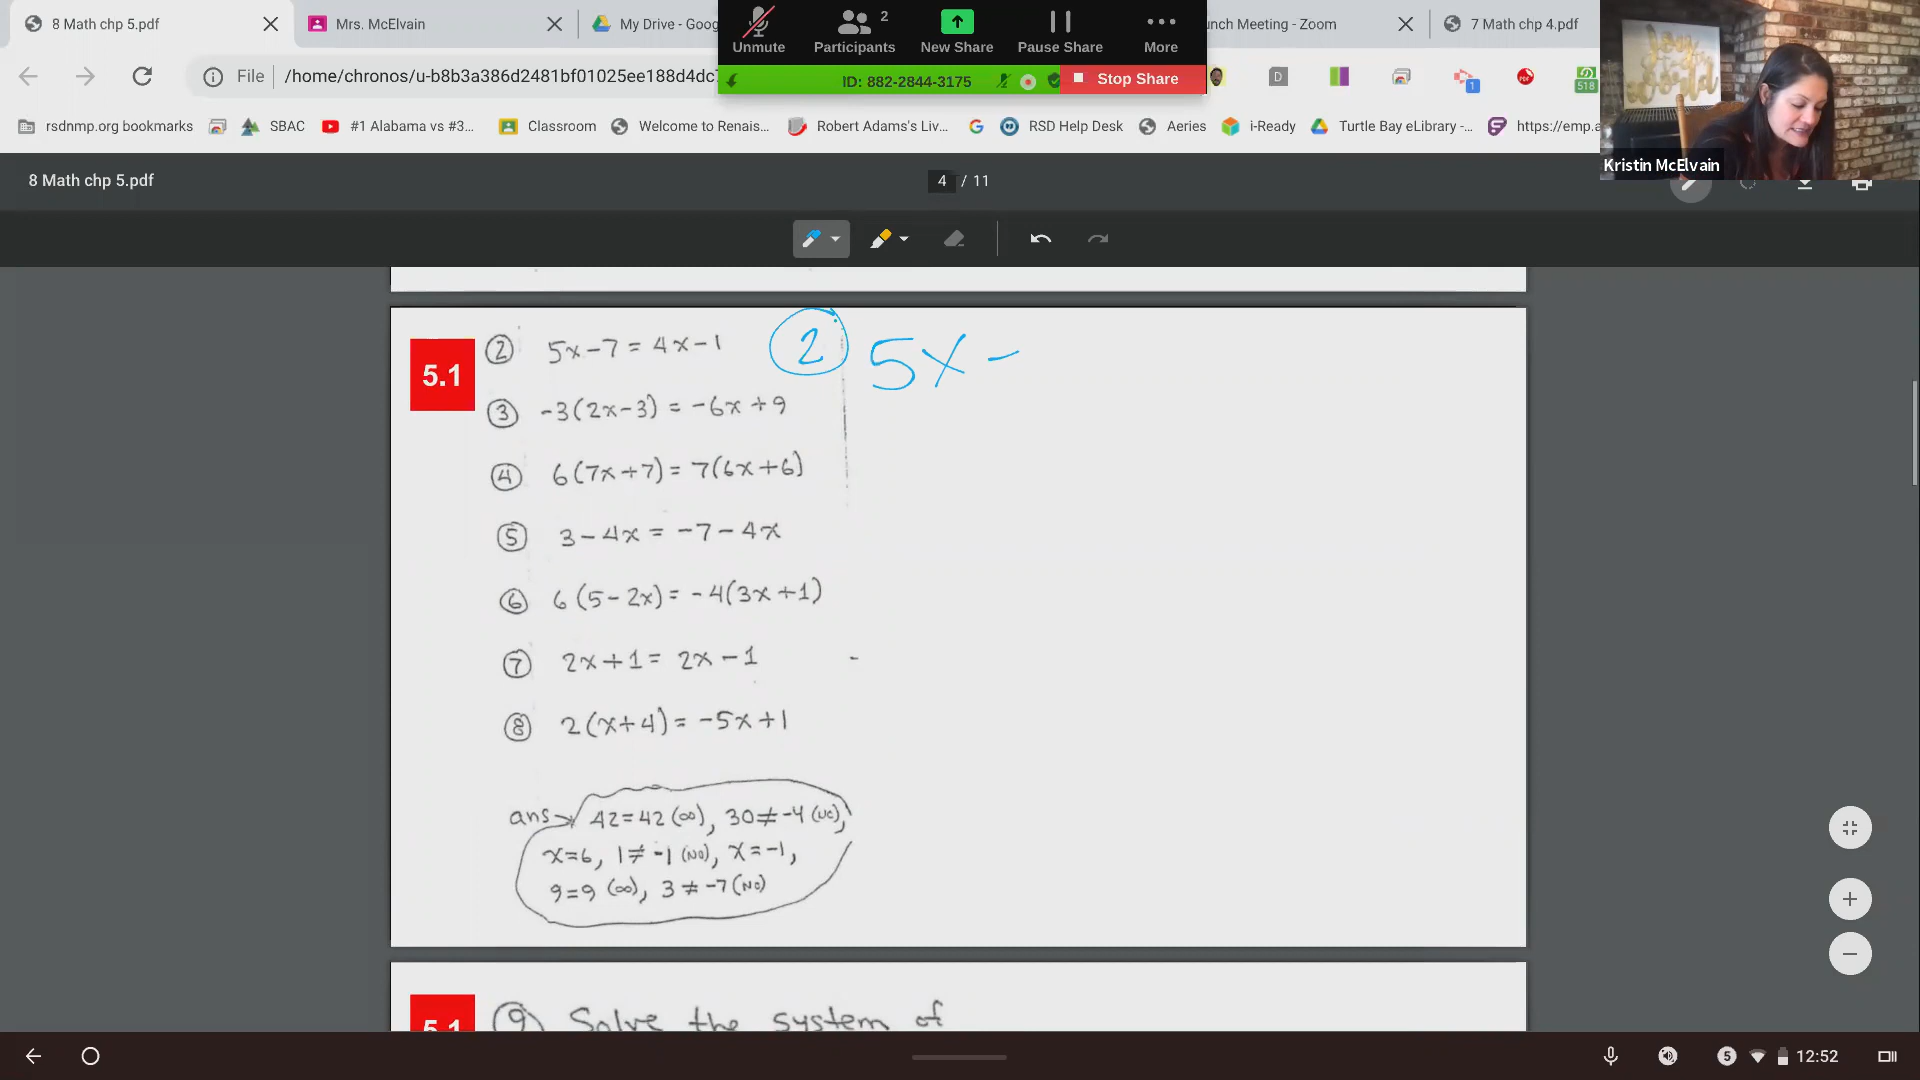 8 Math chp 5.pdf
Mrs. McElvain
My Drive - Goog
unch Meeting - Zoom
7 Math chp 4.pdf
Unmute
Participants
2
New Share
Pause Share
More
File
/home/chronos/u-b8b3a386d2481bf01025ee188d4dc7
ID: 882-2844-3175
Stop Share
D
1
PDF
518
rsdnmp.org bookmarks
SBAC
#1 Alabama vs #3...
Classroom
Welcome to Renais...
Robert Adams's Liv...
RSD Help Desk
Aeries
i-Ready
Turtle Bay eLibrary -...
https://emp.a
Kristin McElvain
8 Math chp 5.pdf
4 / 11
5.1
② 5x-7 = 4x-1
② 5x -
③ -3(2x-3) = -6x+9
④ 6(7x+7) = 7(6x+6)
⑤ 3-4x = -7-4x
⑥ 6(5-2x) = -4(3x+1)
⑦ 2x+1 = 2x-1
⑧ 2(x+4) = -5x+1
ans→ 42=42 (∞), 30≠-4 (NO),
x=6, 1≠-1 (NO), x=-1,
9=9 (∞), 3≠-7 (NO)
5.1
⑨ Solve the system of
5
12:52